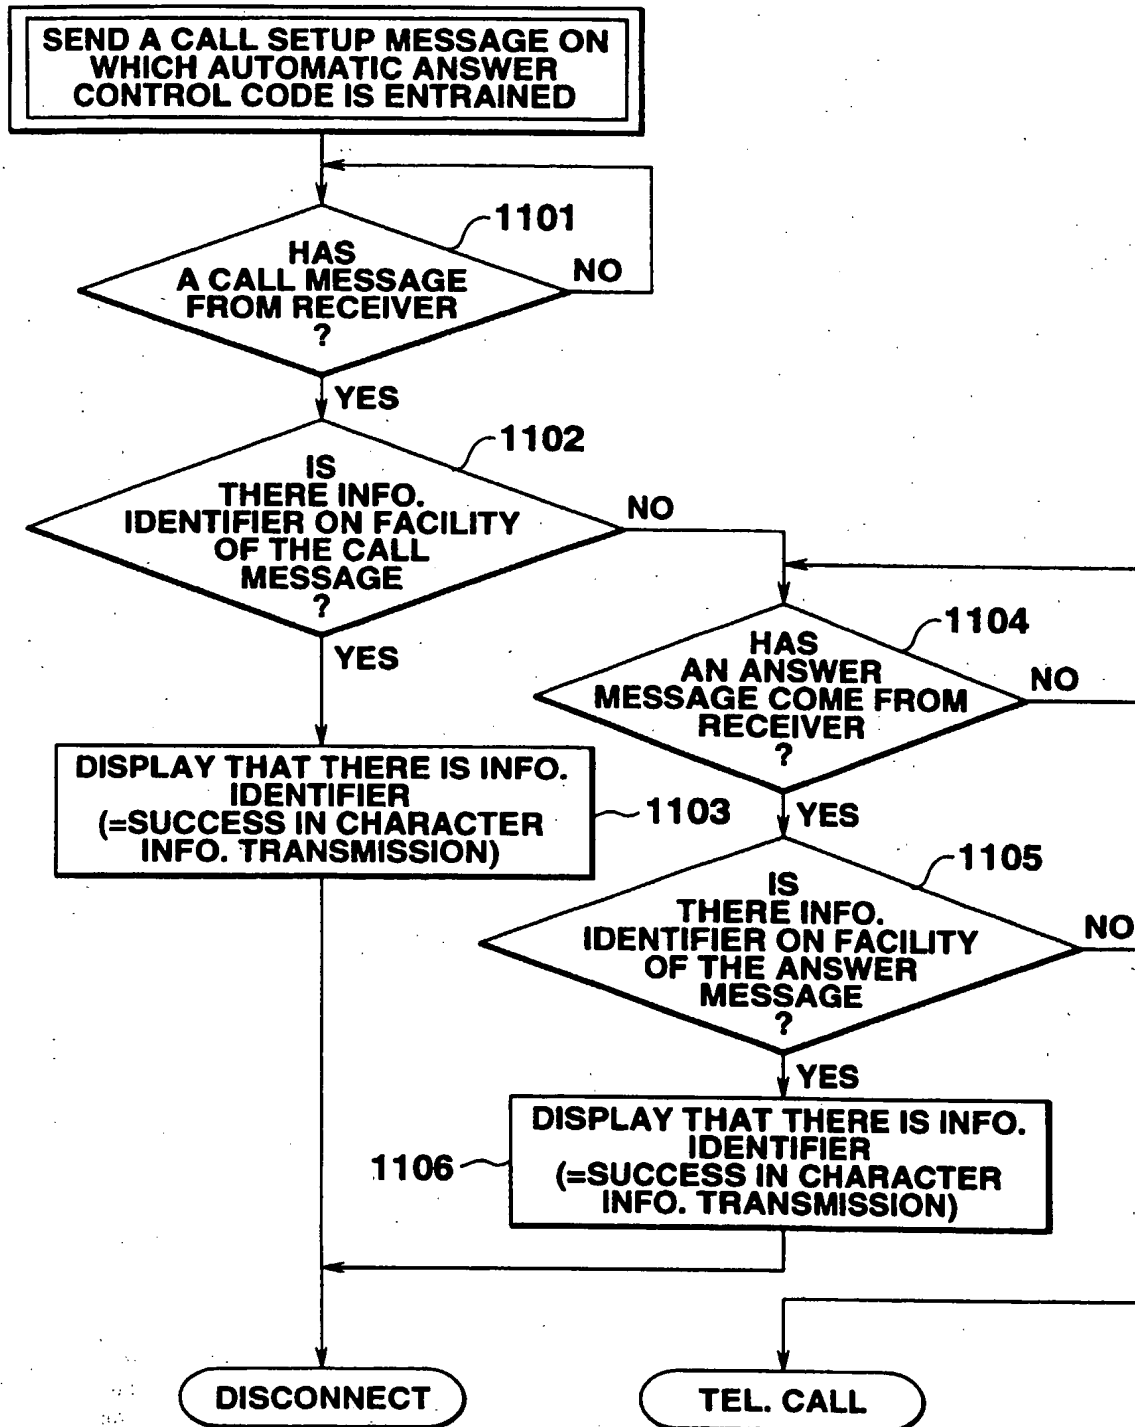 SEND A CALL SETUP MESSAGE ON
WHICH AUTOMATIC ANSWER
CONTROL CODE IS ENTRAINED
1101
HAS
A CALL MESSAGE
FROM RECEIVER
?
NO
YES
1102
IS
THERE INFO.
IDENTIFIER ON FACILITY
OF THE CALL
MESSAGE
?
NO
YES
1104
HAS
AN ANSWER
MESSAGE COME FROM
RECEIVER
?
NO
YES
DISPLAY THAT THERE IS INFO.
IDENTIFIER
(=SUCCESS IN CHARACTER
INFO. TRANSMISSION)
1103
1105
IS
THERE INFO.
IDENTIFIER ON FACILITY
OF THE ANSWER
MESSAGE
?
NO
YES
DISPLAY THAT THERE IS INFO.
IDENTIFIER
(=SUCCESS IN CHARACTER
INFO. TRANSMISSION)
1106
DISCONNECT
TEL. CALL